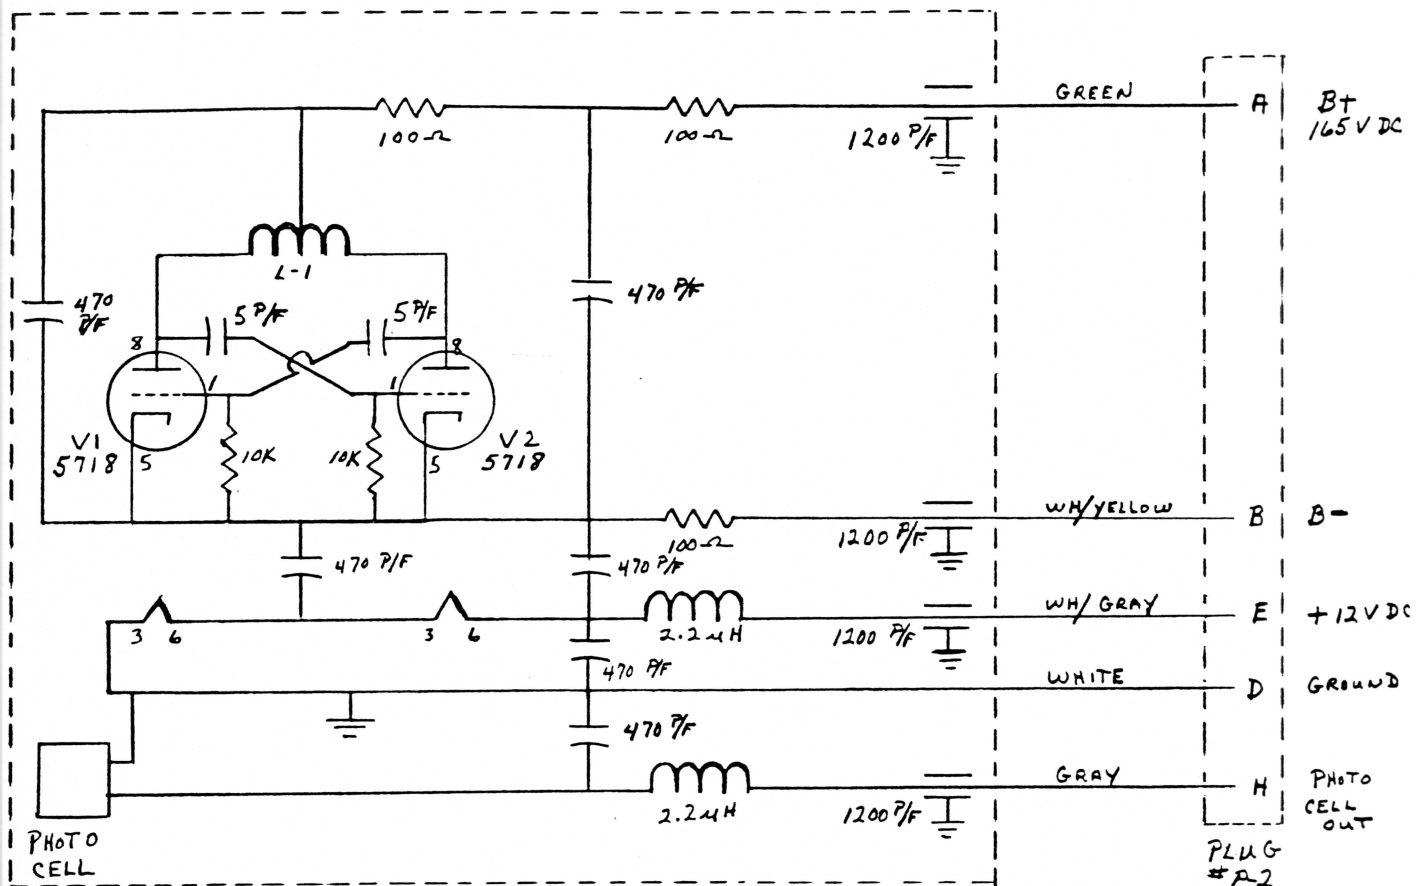 GREEN
A
B+
165 V DC
100Ω
100Ω
1200 P/F
L-1
470
P/F
5 P/F
5 P/F
470 P/F
8
8
1
1
V1
5718
5
10K
10K
5
V2
5718
WH/YELLOW
B
B-
100Ω
1200 P/F
470 P/F
470 P/F
WH/GRAY
E
+12V DC
3
6
3
6
2.2 µH
1200 P/F
470 P/F
WHITE
D
GROUND
470 P/F
GRAY
H
PHOTO
CELL
OUT
2.2 µH
1200 P/F
PHOTO
CELL
PLUG
#P-2